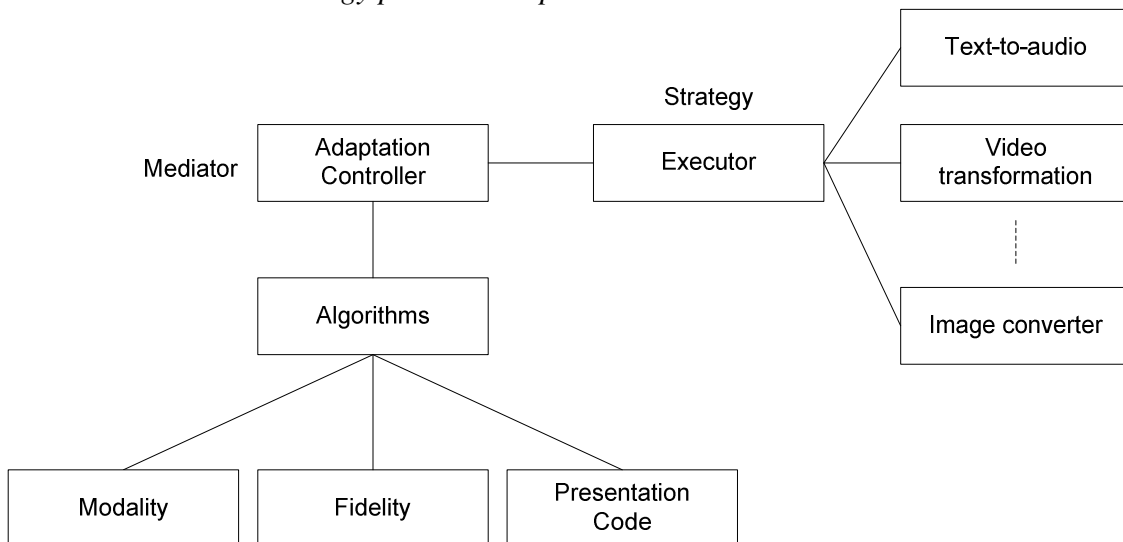 Text-to-audio
Strategy
Mediator
Adaptation
Controller
Executor
Video
transformation
Algorithms
Image converter
Modality
Fidelity
Presentation
Code